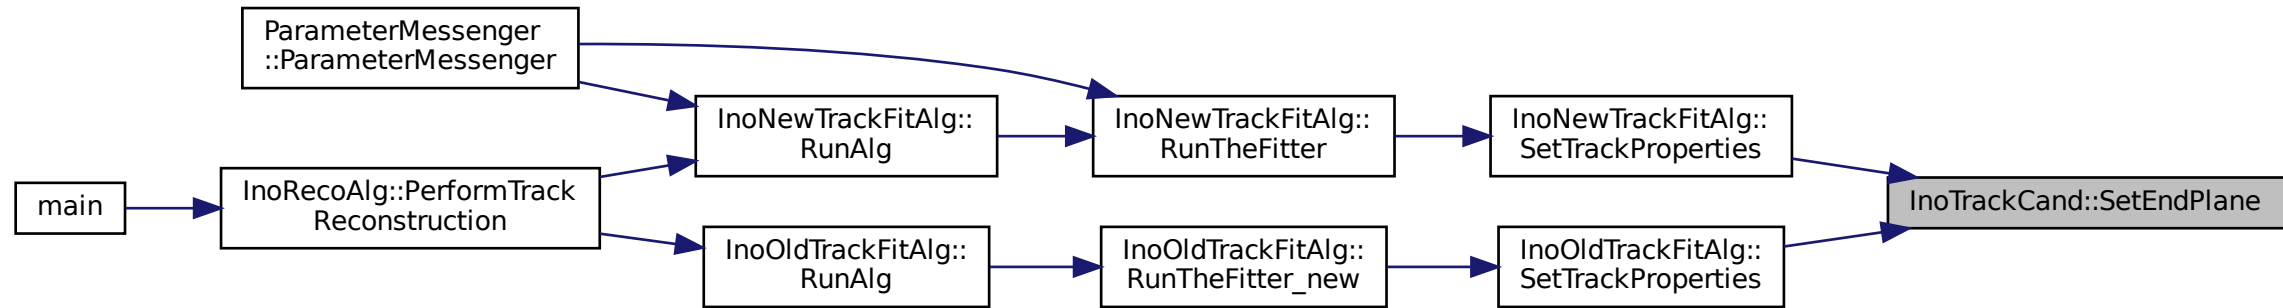 ParameterMessenger
::ParameterMessenger
InoNewTrackFitAlg::
RunAlg
InoNewTrackFitAlg::
RunTheFitter
InoNewTrackFitAlg::
SetTrackProperties
main
InoRecoAlg::PerformTrack
Reconstruction
InoTrackCand::SetEndPlane
InoOldTrackFitAlg::
RunAlg
InoOldTrackFitAlg::
RunTheFitter_new
InoOldTrackFitAlg::
SetTrackProperties